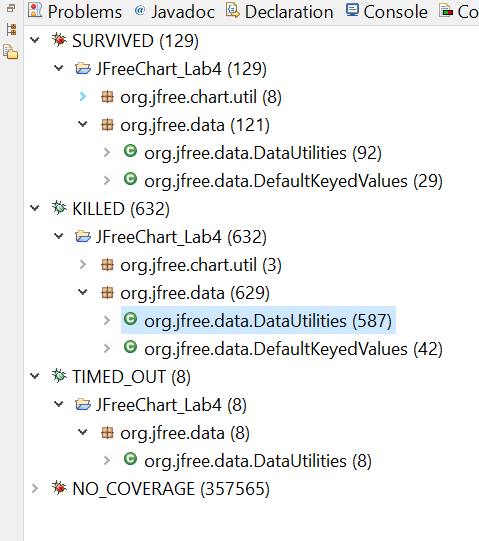 Problems @ Javadoc Declaration Console Co
SURVIVED (129)
JFreeChart_Lab4 (129)
org.jfree.chart.util (8)
org.jfree.data (121)
org.jfree.data.DataUtilities (92)
org.jfree.data.DefaultKeyedValues (29)
KILLED (632)
JFreeChart_Lab4 (632)
org.jfree.chart.util (3)
org.jfree.data (629)
org.jfree.data.DataUtilities (587)
org.jfree.data.DefaultKeyedValues (42)
TIMED_OUT (8)
JFreeChart_Lab4 (8)
org.jfree.data (8)
org.jfree.data.DataUtilities (8)
NO_COVERAGE (357565)